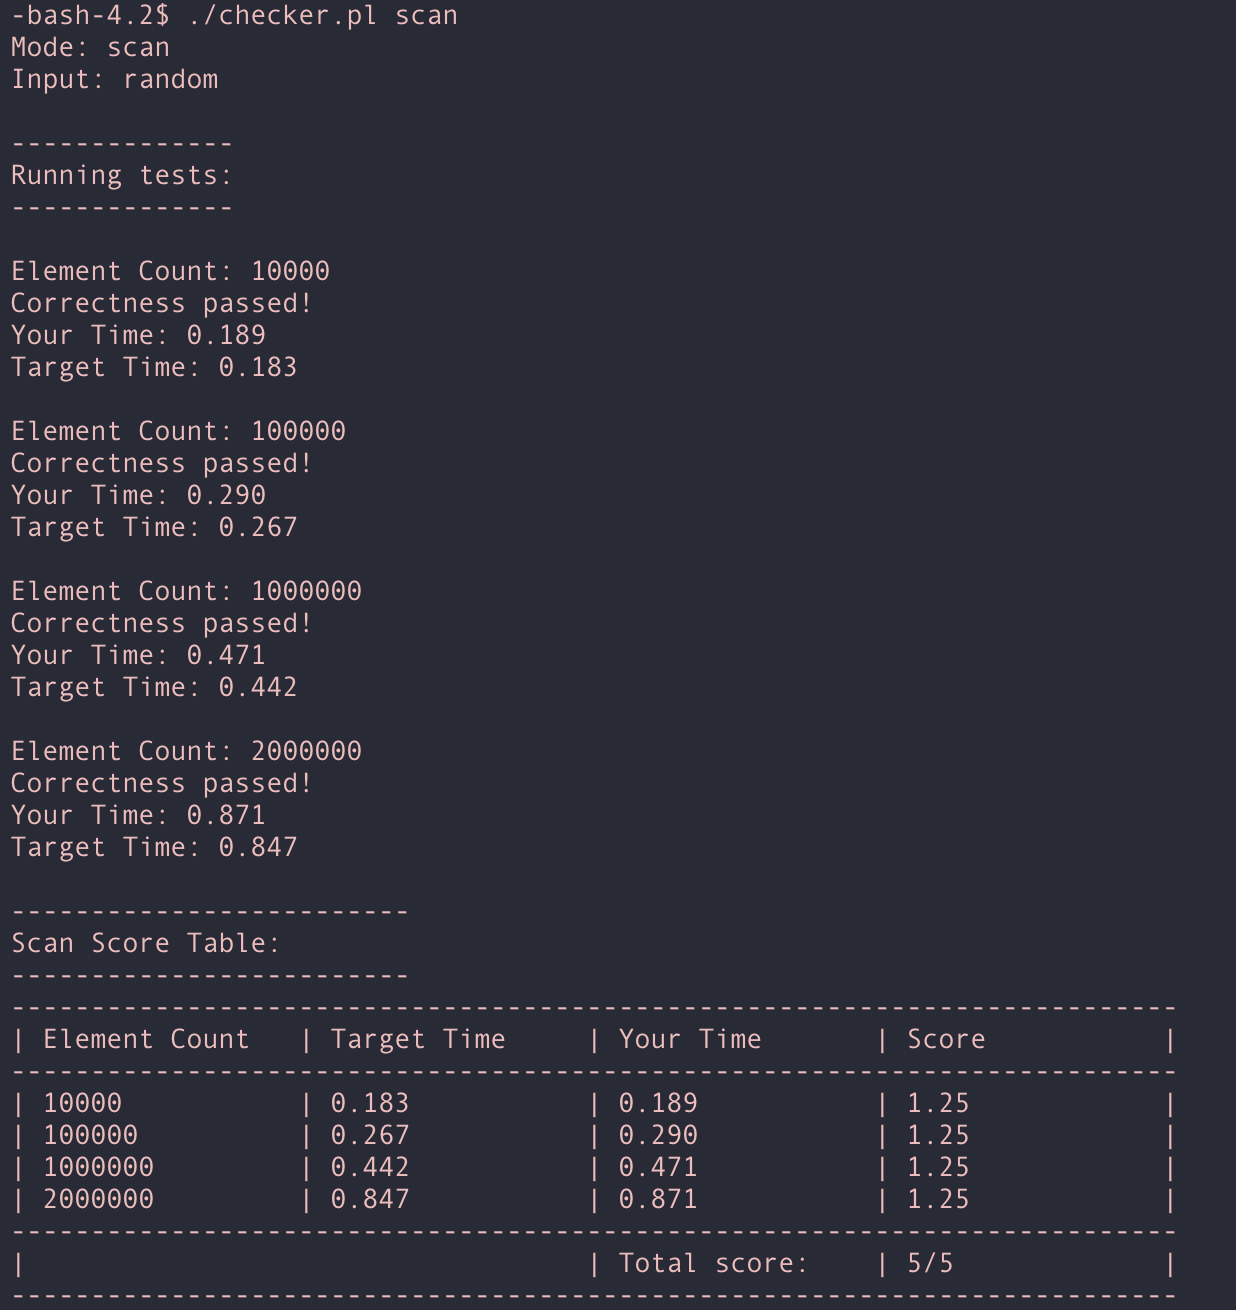 -bash-4.2$ ./checker.pl scan
Mode: scan
Input: random

--------------
Running tests:
--------------

Element Count: 10000
Correctness passed!
Your Time: 0.189
Target Time: 0.183

Element Count: 100000
Correctness passed!
Your Time: 0.290
Target Time: 0.267

Element Count: 1000000
Correctness passed!
Your Time: 0.471
Target Time: 0.442

Element Count: 2000000
Correctness passed!
Your Time: 0.871
Target Time: 0.847

-------------------------
Scan Score Table:
-------------------------
-------------------------------------------------------------------------
| Element Count   | Target Time     | Your Time       | Score           |
-------------------------------------------------------------------------
| 10000           | 0.183           | 0.189           | 1.25            |
| 100000          | 0.267           | 0.290           | 1.25            |
| 1000000         | 0.442           | 0.471           | 1.25            |
| 2000000         | 0.847           | 0.871           | 1.25            |
-------------------------------------------------------------------------
|                                   | Total score:    | 5/5             |
-------------------------------------------------------------------------